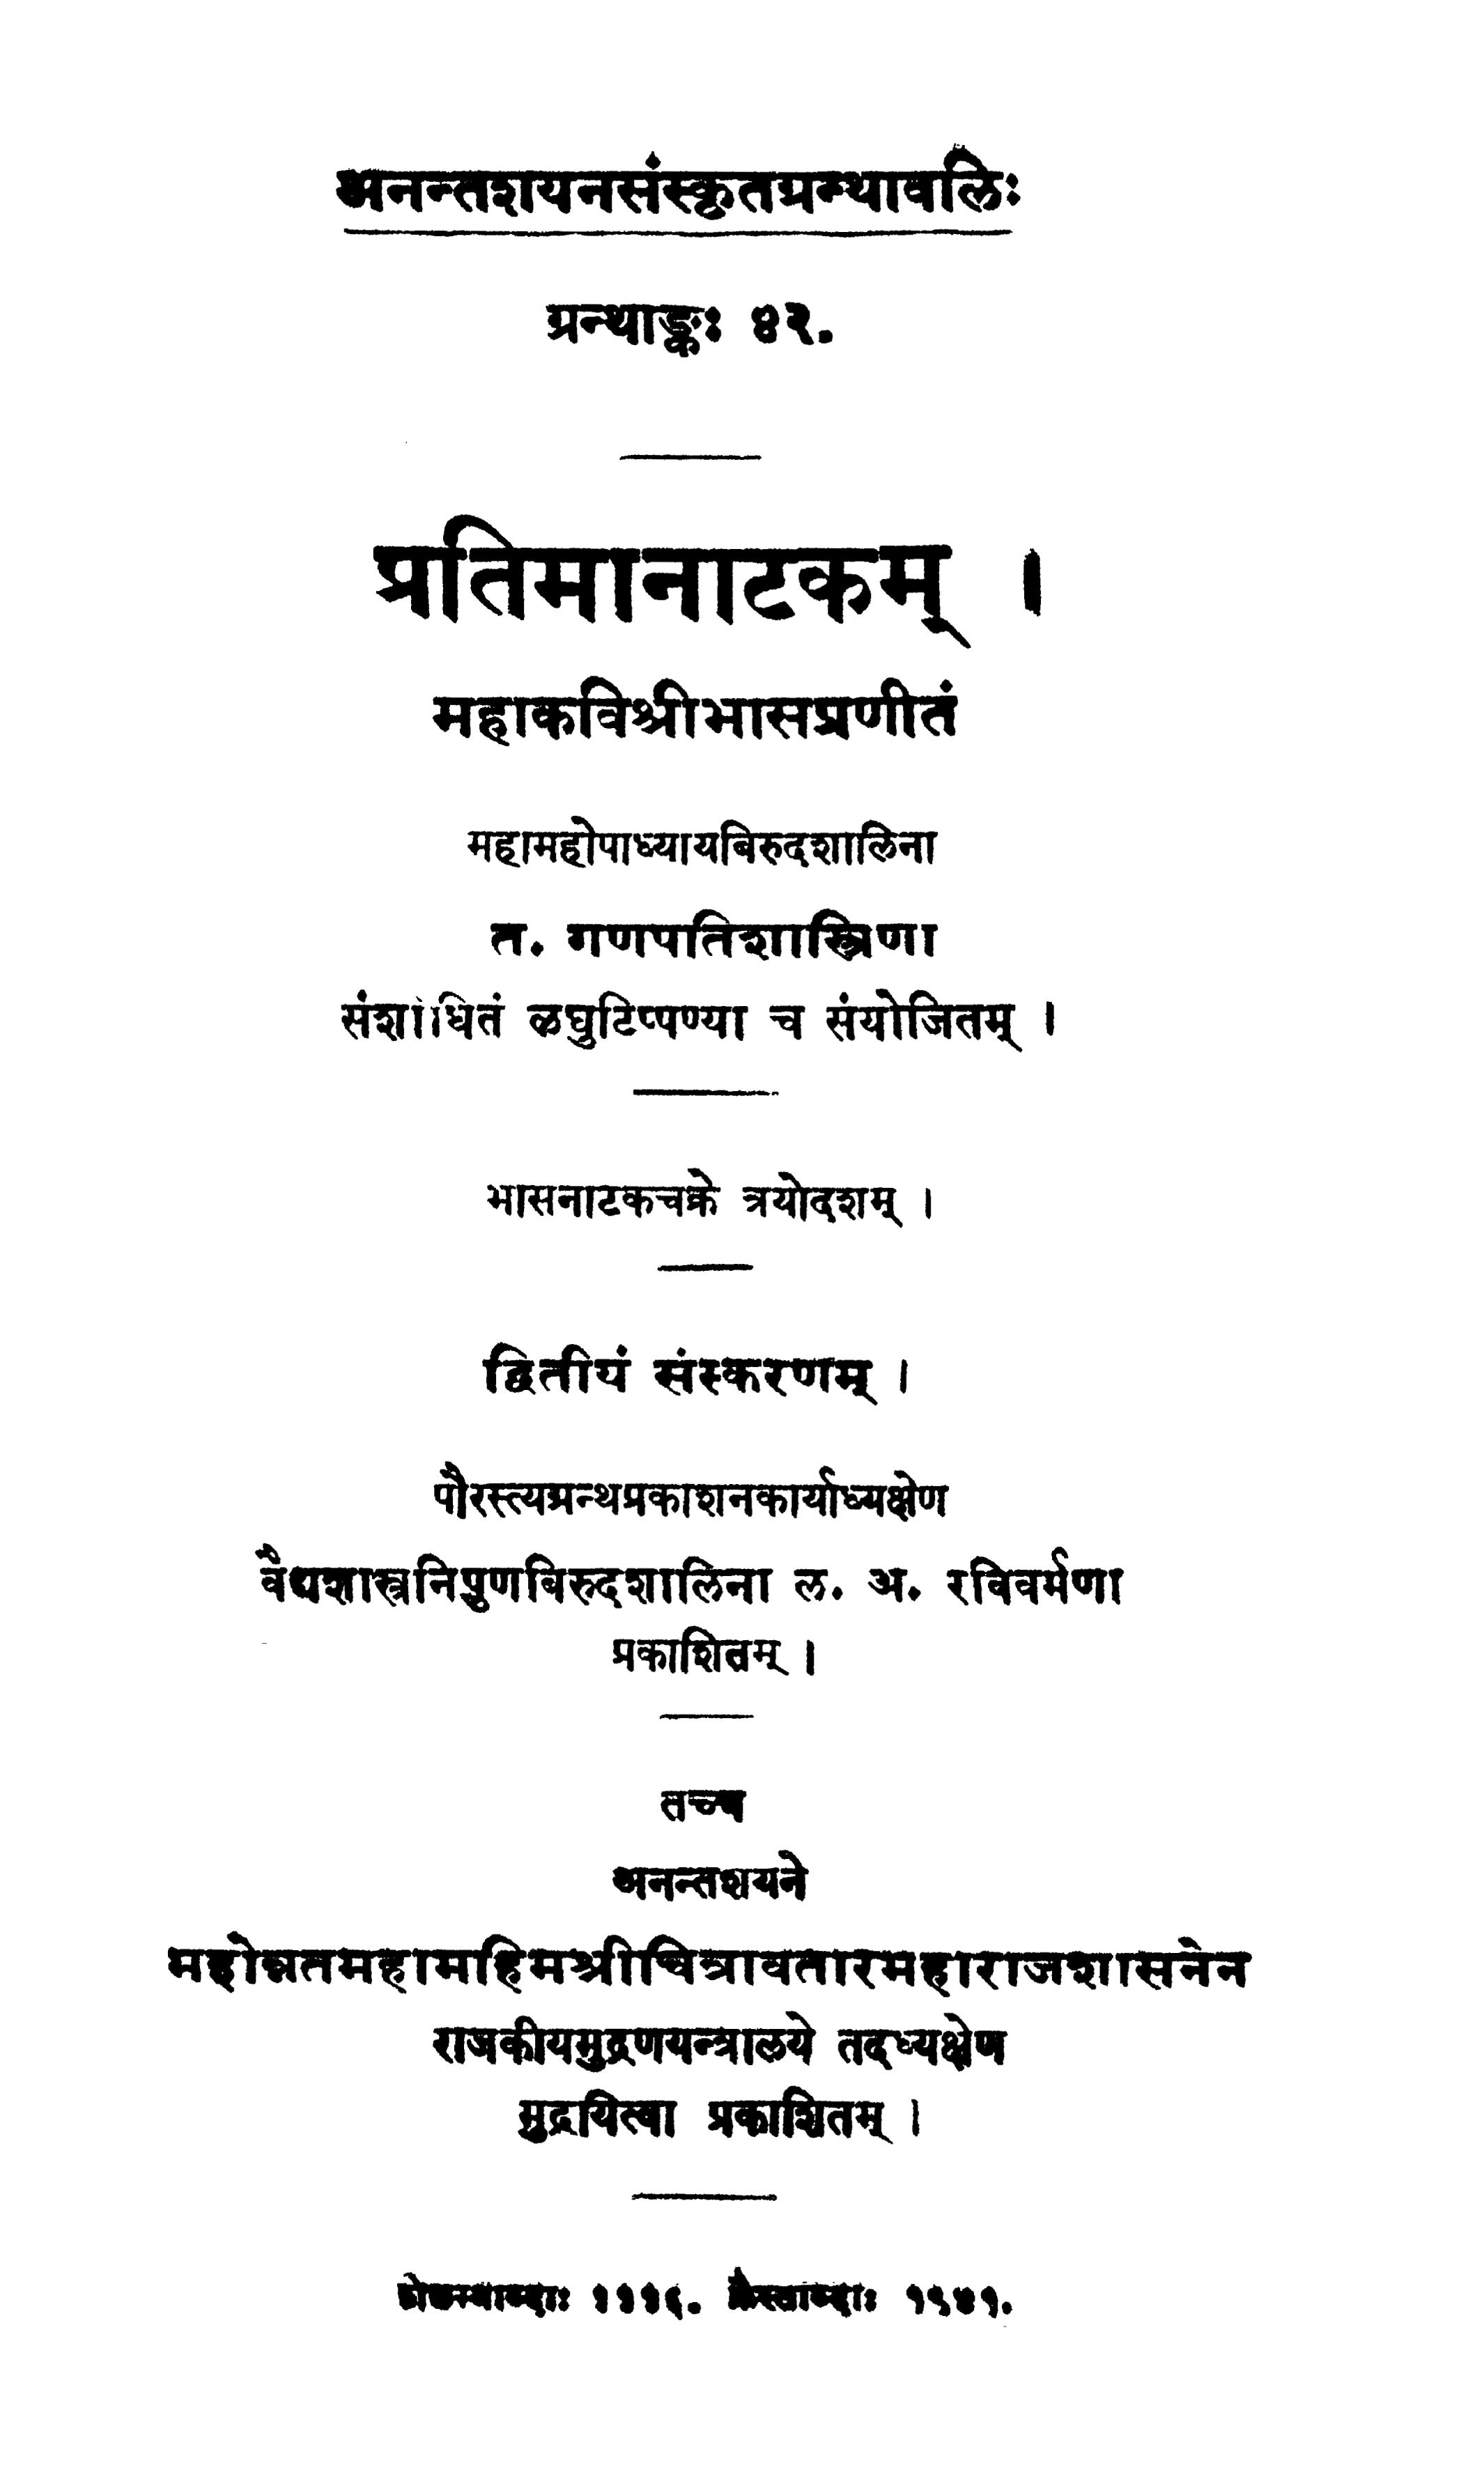 अनन्तशयनसंस्कृतग्रन्थावलिः
ग्रन्थाङ्कः ४२.
प्रतिमानाटकम् ।
महाकविश्रीभासप्रणीतं
महामहोपाध्यायबिरुदशालिना
त. गणपतिशास्त्रिणा
संशोधितं लघुटिप्पण्या च संयोजितम् ।
भासनाटकचक्रे त्रयोदशम् ।
द्वितीयं संस्करणम् ।
पौरस्त्यग्रन्थप्रकाशनकार्याध्यक्षेण
वैद्यशास्त्रनिपुणबिरुदशालिना ल. अ. रविवर्मणा
प्रकाशितम् ।
तच्च
अनन्तशयने
महोन्नतमहामहिमश्रीचित्रावतारमहाराजशासनेन
राजकीयमुद्रणयन्त्रालये तदध्यक्षेण
मुद्रयित्वा प्रकाशितम् ।
कोळम्बाब्दाः १११६. क्रैस्ताब्दाः १९४१.